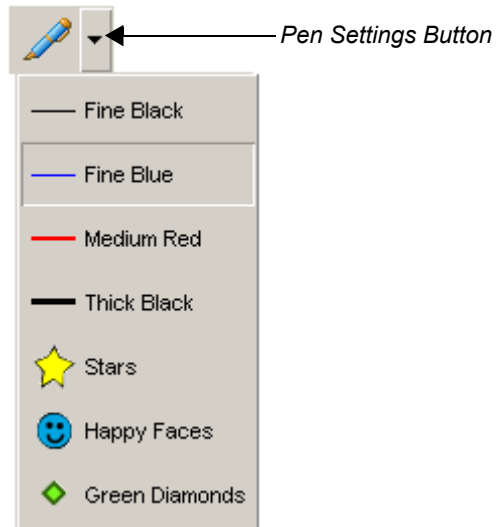 Pen Settings Button
Fine Black
Fine Blue
Medium Red
Thick Black
Stars
Happy Faces
Green Diamonds